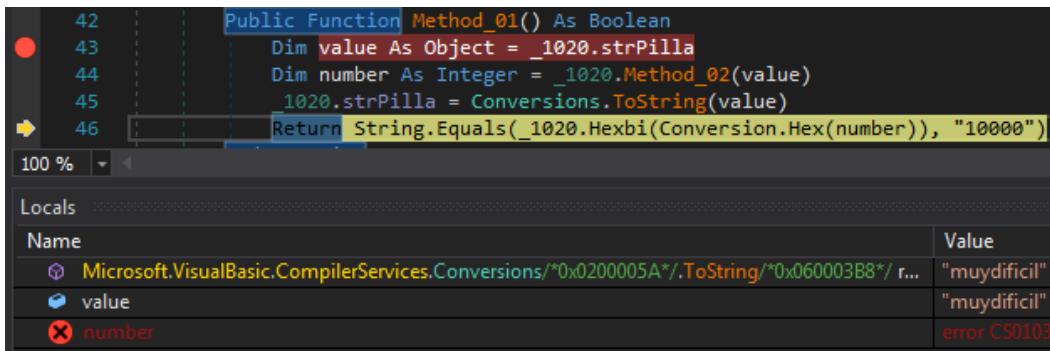 42 Public Function Method_01() As Boolean
43 Dim value As Object = _1020.strPilla
44 Dim number As Integer = _1020.Method_02(value)
45 _1020.strPilla = Conversions.ToString(value)
46 Return String.Equals(_1020.Hexbi(Conversion.Hex(number)), "10000")
100 %
Locals
Name Value
Microsoft.VisualBasic.CompilerServices.Conversions/*0x0200005A*/.ToString/*0x060003B8*/ r... "muydificil"
value "muydificil"
number error CS0103